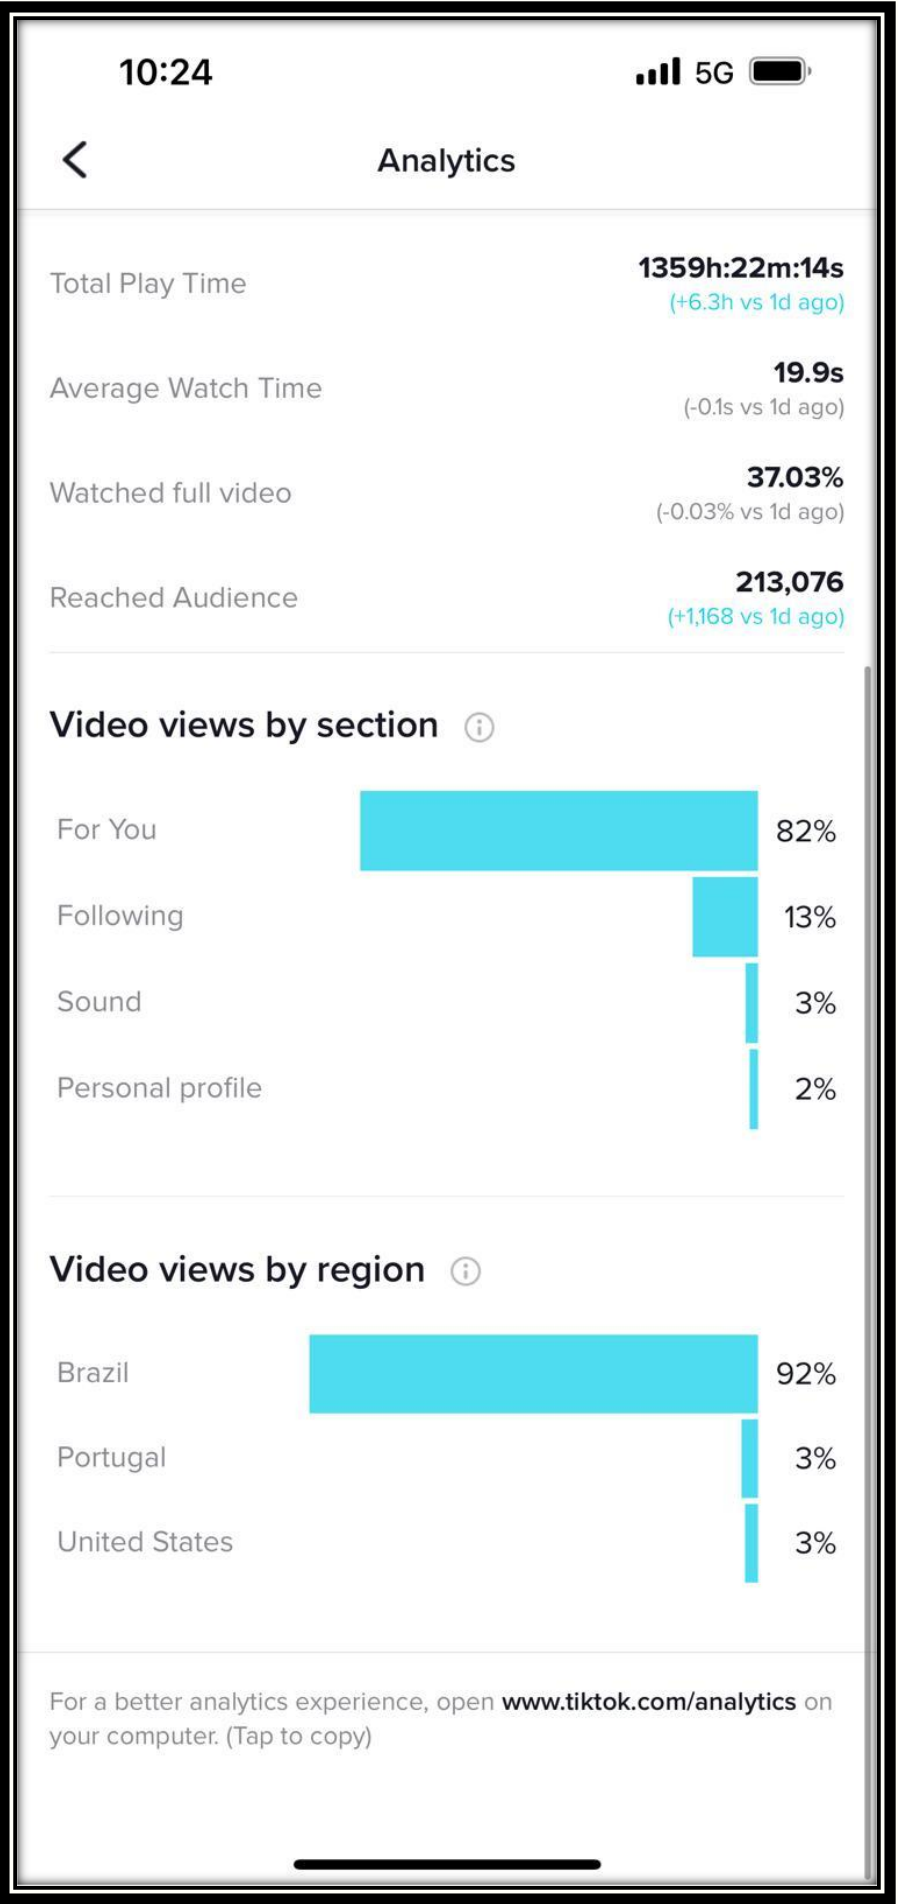 10:24
5G
Analytics
Total Play Time
1359h:22m:14s
(+6.3h vs 1d ago)
Average Watch Time
19.9s
(-0.1s vs 1d ago)
Watched full video
37.03%
(-0.03% vs 1d ago)
Reached Audience
213,076
(+1,168 vs 1d ago)
Video views by section
For You
82%
Following
13%
Sound
3%
Personal profile
2%
Video views by region
Brazil
92%
Portugal
3%
United States
3%
For a better analytics experience, open www.tiktok.com/analytics on
your computer. (Tap to copy)